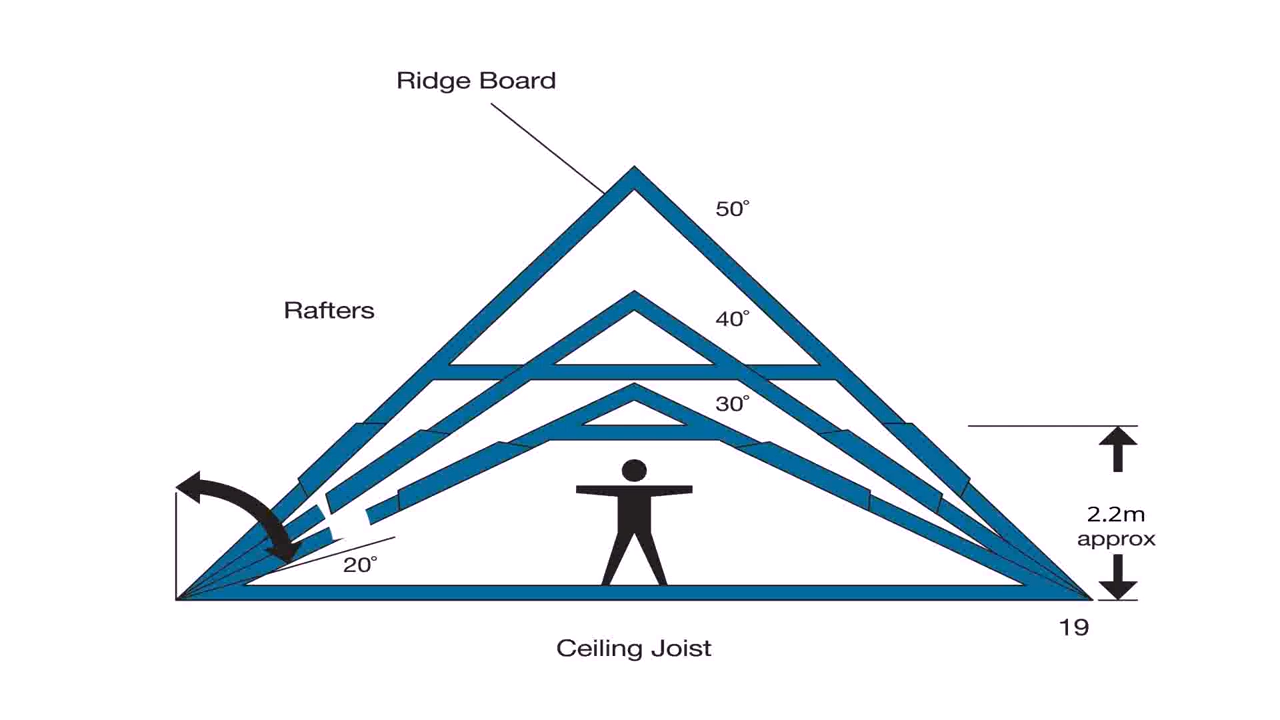 Ridge Board
50°
Rafters
40°
30°
2.2m
approx
20°
19
Ceiling Joist